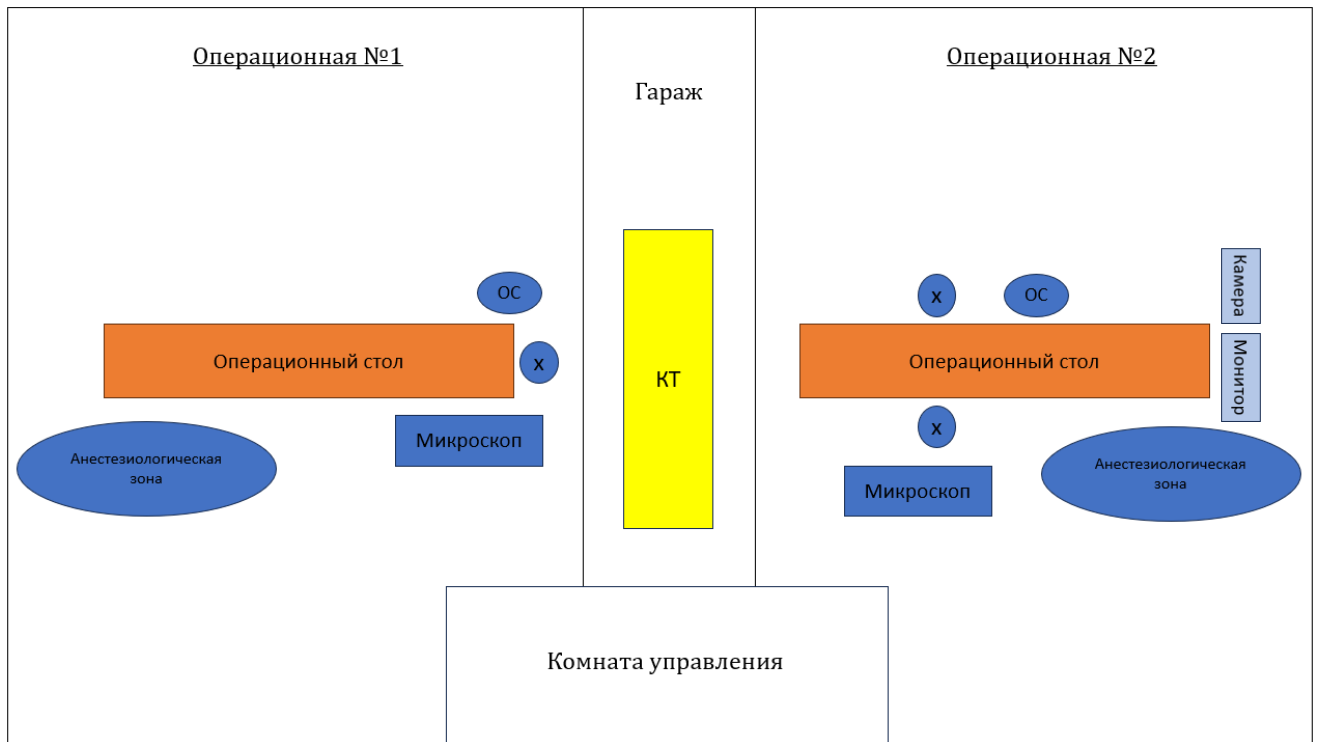 Операционная №1
Гараж
Операционная №2
ОС
х
Операционный стол
Микроскоп
Анестезиологическая
зона
КТ
х
ОС
Камера
Операционный стол
Монитор
х
Микроскоп
Анестезиологическая
зона
Комната управления